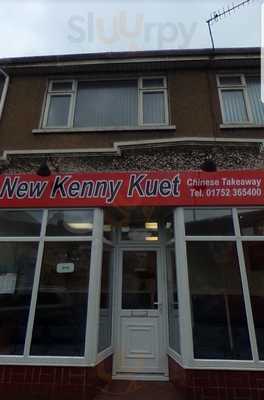 Slurrpy
New Kenny Kuet
Chinese Takeaway
Tel. 01752 365400